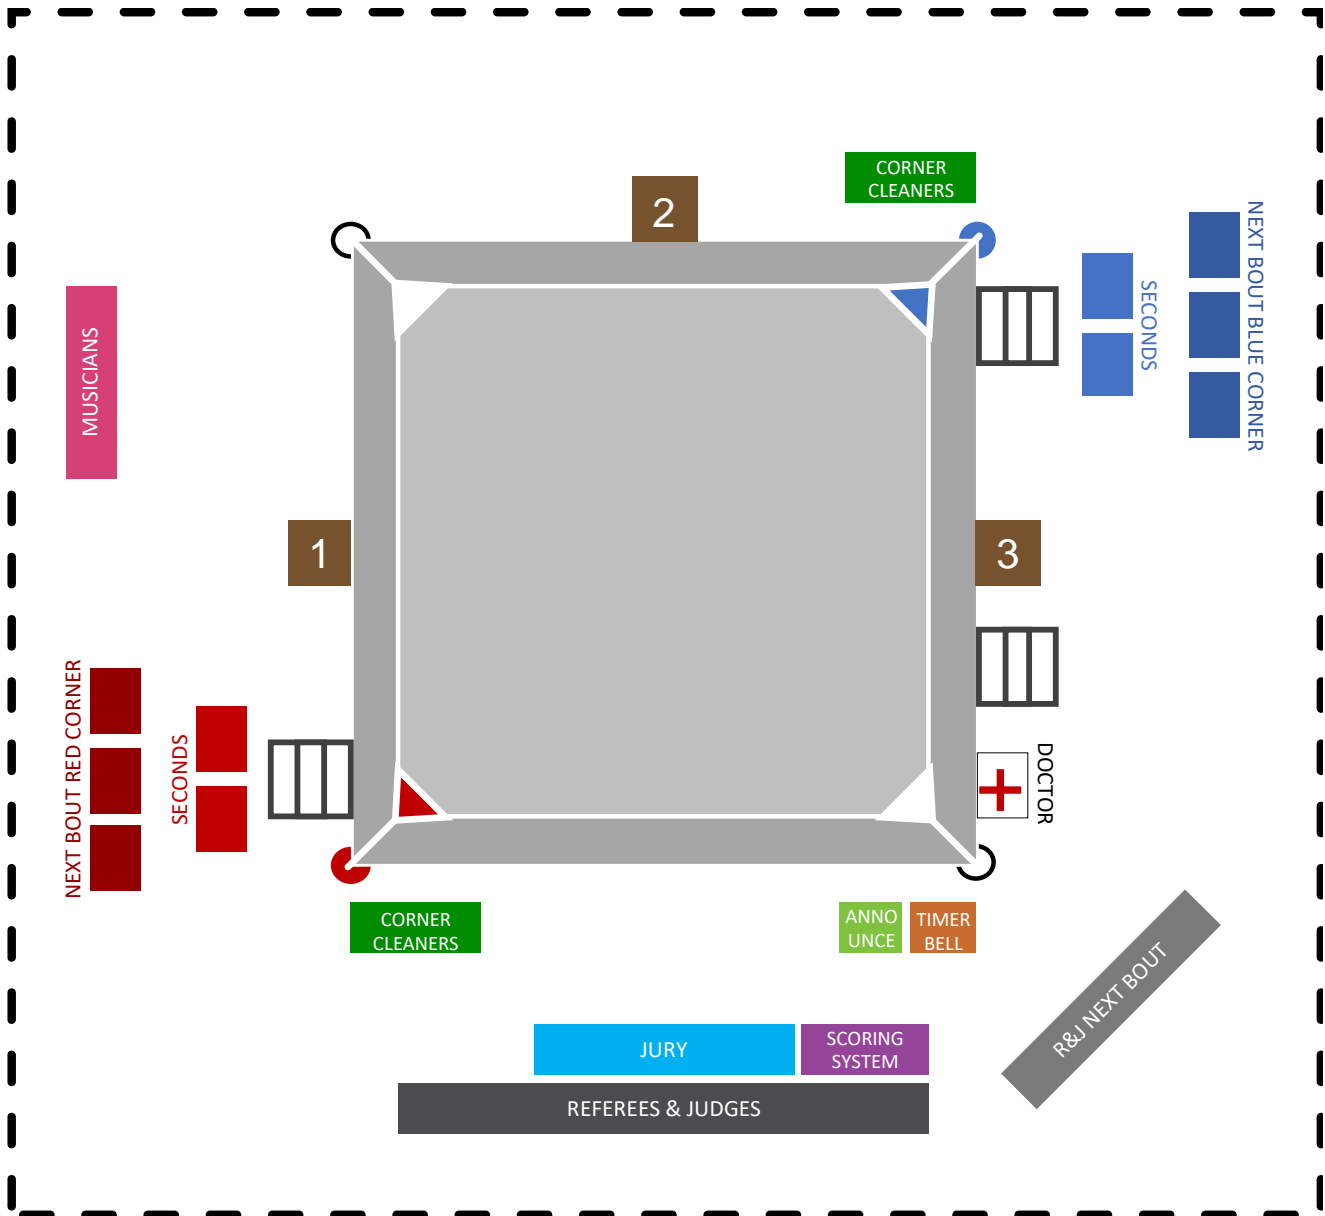 CORNER
CLEANERS
2
NEXT BOUT BLUE CORNER
SECONDS
MUSICIANS
1
3
NEXT BOUT RED CORNER
SECONDS
DOCTOR
CORNER
CLEANERS
ANNO
UNCE
TIMER
BELL
R&J NEXT BOUT
JURY
SCORING
SYSTEM
REFEREES & JUDGES